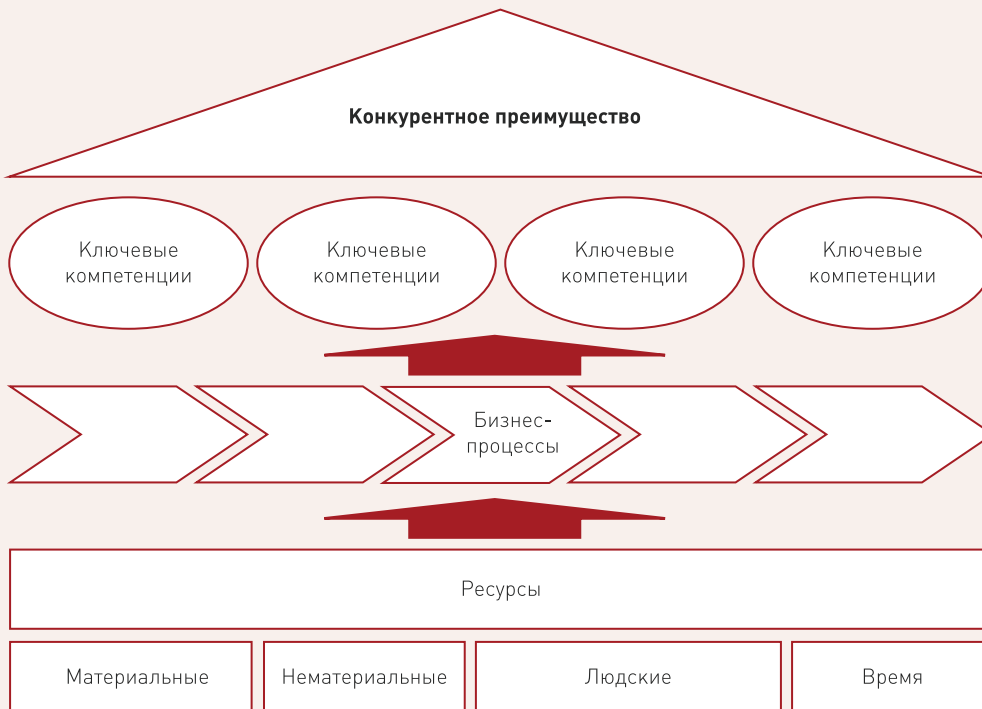 Конкурентное преимущество
Ключевые
компетенции
Ключевые
компетенции
Ключевые
компетенции
Ключевые
компетенции
Бизнес-
процессы
Ресурсы
Материальные
Нематериальные
Людские
Время